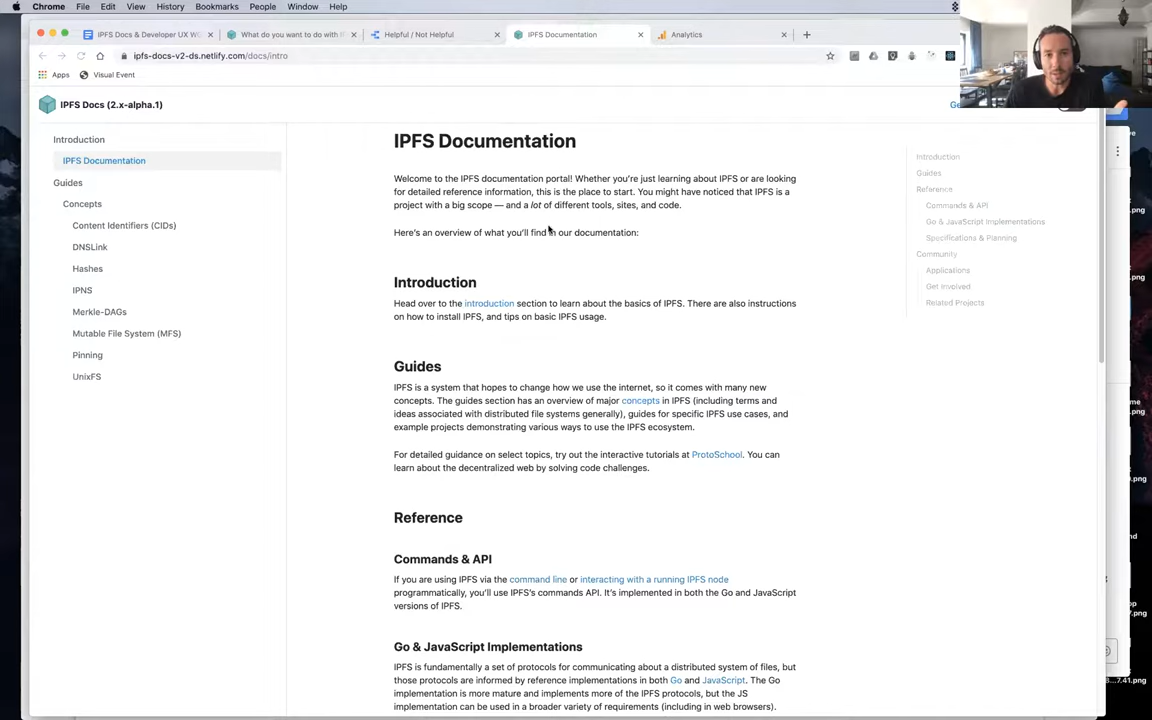 Chrome File Edit View History Bookmarks People Window Help
IPFS Docs & Developer UX W
What do you want to do with I
Helpful / Not Helpful
IPFS Documentation
Analytics
ipfs-docs-v2-ds.netlify.com/docs/intro
Apps Visual Event
IPFS Docs (2.x-alpha.1)
Ge
Introduction
IPFS Documentation
Guides
Concepts
Content Identifiers (CIDs)
DNSLink
Hashes
IPNS
Merkle-DAGs
Mutable File System (MFS)
Pinning
UnixFS
IPFS Documentation
Welcome to the IPFS documentation portal! Whether you're just learning about IPFS or are looking
for detailed reference information, this is the place to start. You might have noticed that IPFS is a
project with a big scope — and a lot of different tools, sites, and code.
Here's an overview of what you'll find in our documentation:
Introduction
Head over to the introduction section to learn about the basics of IPFS. There are also instructions
on how to install IPFS, and tips on basic IPFS usage.
Guides
IPFS is a system that hopes to change how we use the internet, so it comes with many new
concepts. The guides section has an overview of major concepts in IPFS (including terms and
ideas associated with distributed file systems generally), guides for specific IPFS use cases, and
example projects demonstrating various ways to use the IPFS ecosystem.
For detailed guidance on select topics, try out the interactive tutorials at ProtoSchool. You can
learn about the decentralized web by solving code challenges.
Reference
Commands & API
If you are using IPFS via the command line or interacting with a running IPFS node
programmatically, you'll use IPFS's commands API. It's implemented in both the Go and JavaScript
versions of IPFS.
Go & JavaScript Implementations
IPFS is fundamentally a set of protocols for communicating about a distributed system of files, but
those protocols are informed by reference implementations in both Go and JavaScript. The Go
implementation is more mature and implements more of the IPFS protocols, but the JS
implementation can be used in a broader variety of requirements (including in web browsers).
Introduction
Guides
Reference
Commands & API
Go & JavaScript Implementations
Specifications & Planning
Community
Applications
Get Involved
Related Projects